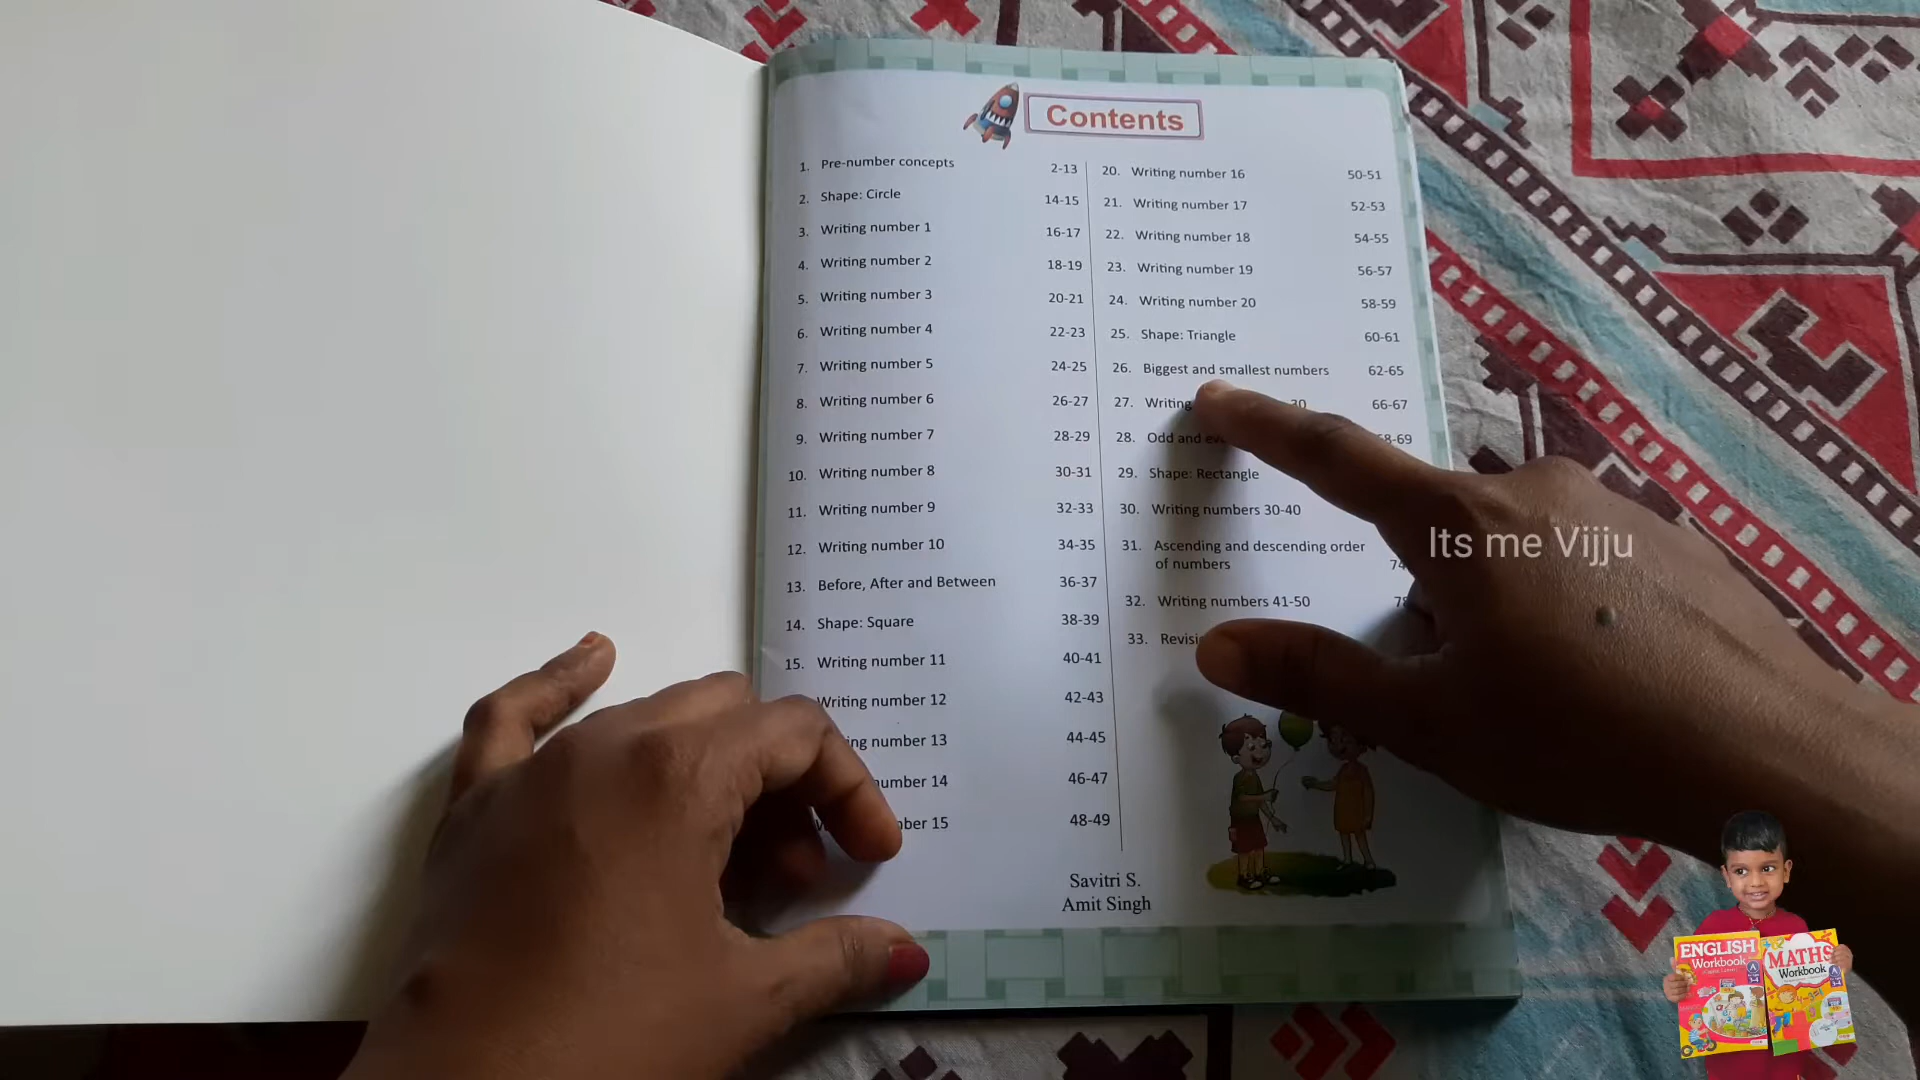 Contents
1. Pre-number concepts 2-13
2. Shape: Circle 14-15
3. Writing number 1 16-17
4. Writing number 2 18-19
5. Writing number 3 20-21
6. Writing number 4 22-23
7. Writing number 5 24-25
8. Writing number 6 26-27
9. Writing number 7 28-29
10. Writing number 8 30-31
11. Writing number 9 32-33
12. Writing number 10 34-35
13. Before, After and Between 36-37
14. Shape: Square 38-39
15. Writing number 11 40-41
Writing number 12 42-43
number 13 44-45
number 14 46-47
number 15 48-49
20. Writing number 16 50-51
21. Writing number 17 52-53
22. Writing number 18 54-55
23. Writing number 19 56-57
24. Writing number 20 58-59
25. Shape: Triangle 60-61
26. Biggest and smallest numbers 62-65
27. Writing 30 66-67
28. Odd and 68-69
29. Shape: Rectangle
30. Writing numbers 30-40
31. Ascending and descending order
of numbers 74
32. Writing numbers 41-50 78
33.
Savitri S.
Amit Singh
Its me Vijju
ENGLISH
Workbook
A
MATHS
Workbook
A